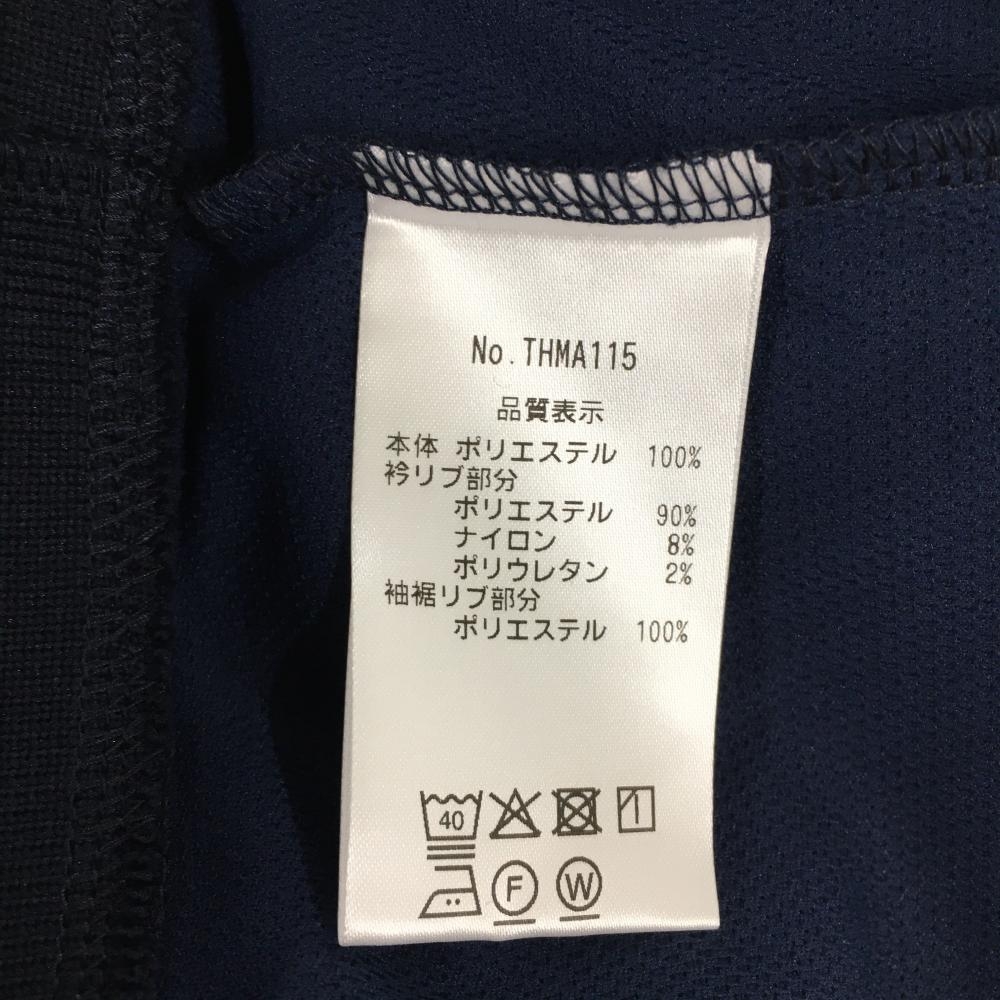 No.THMA115
品質表示
本体 ポリエステル 100%
衿リブ部分
ポリエステル 90%
ナイロン 8%
ポリウレタン 2%
袖裾リブ部分
ポリエステル 100%
40
F W